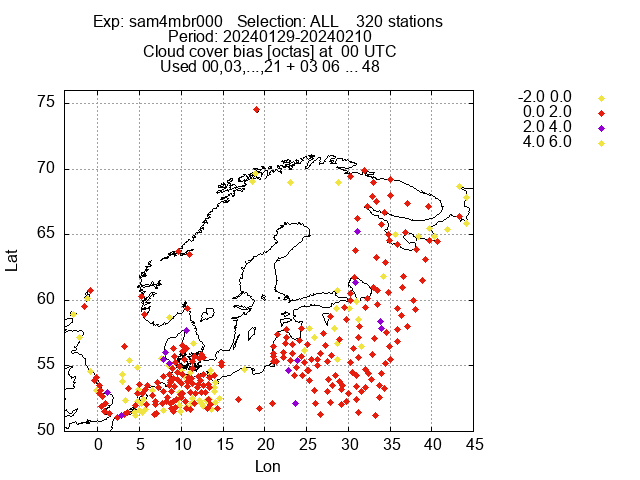 Exp: sam4mbr000   Selection: ALL    320 stations
Period: 20240129-20240210
Cloud cover bias [octas] at  00 UTC
Used 00,03,...,21 + 03 06 ... 48
-2.0 0.0
0.0 2.0
2.0 4.0
4.0 6.0
75
70
65
60
55
50
Lat
0 5 10 15 20 25 30 35 40 45
Lon